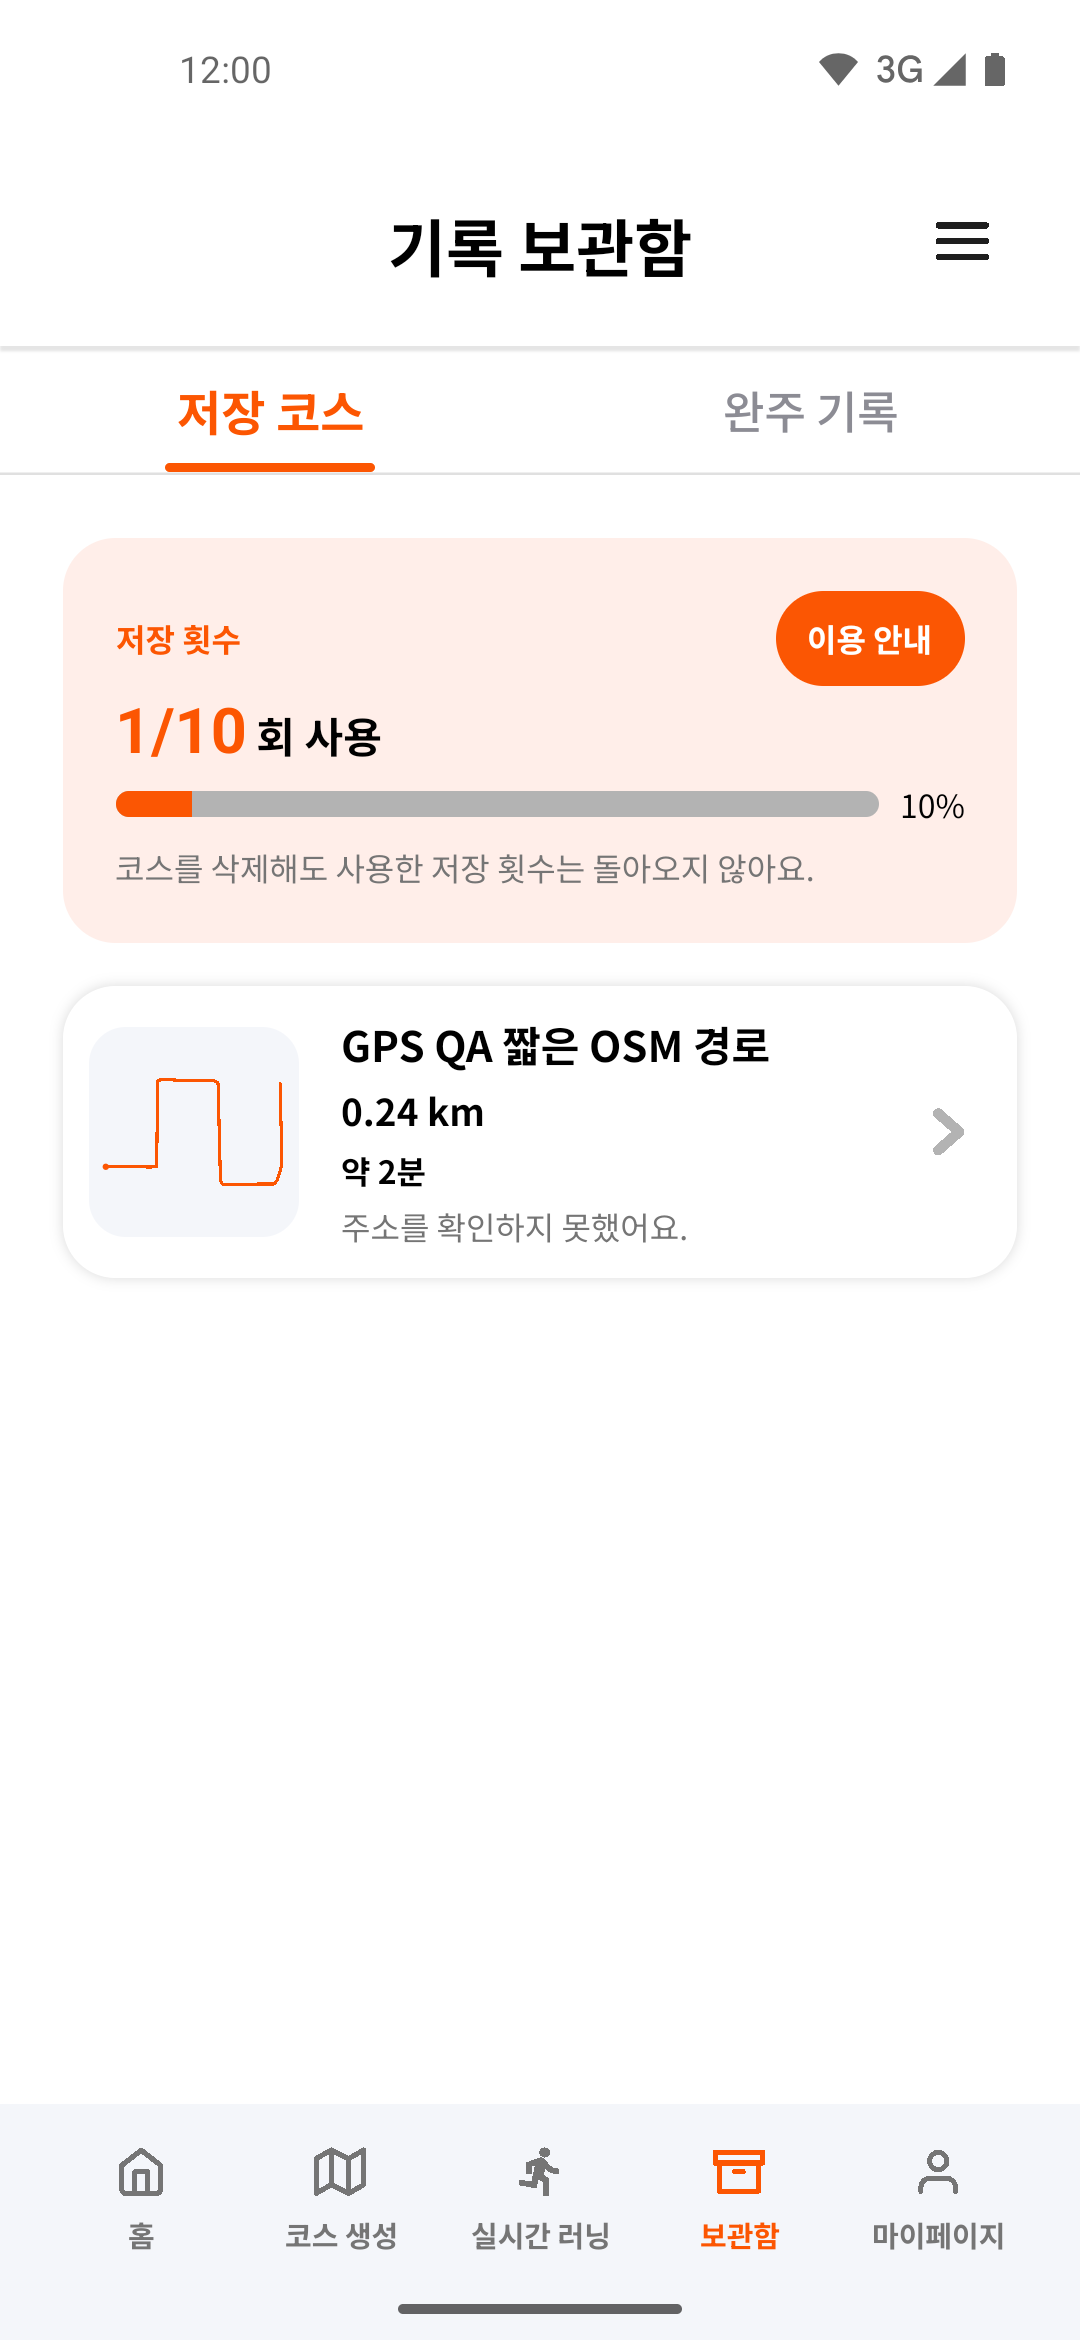 12:00
3G
기록 보관함
저장 코스
완주 기록
저장 횟수
이용 안내
1/10 회 사용
10%
코스를 삭제해도 사용한 저장 횟수는 돌아오지 않아요.
GPS QA 짧은 OSM 경로
0.24 km
약 2분
주소를 확인하지 못했어요.
홈
코스 생성
실시간 러닝
보관함
마이페이지